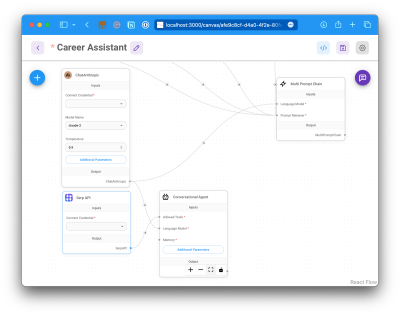 localhost:3000/canvas/afe9c8cf-d4a0-4f2a-80
* Career Assistant
ChatAnthropic
Inputs
Connect Credential *
Model Name
claude-2
Temperature
0.9
Additional Parameters
Output
ChatAnthropic
Multi Prompt Chain
Inputs
Language Model *
Prompt Retriever *
Output
MultiPromptChain
Serp API
Inputs
Connect Credential *
Output
SerpAPI
Conversational Agent
Inputs
Allowed Tools *
Language Model *
Memory *
Additional Parameters
Output
React Flow